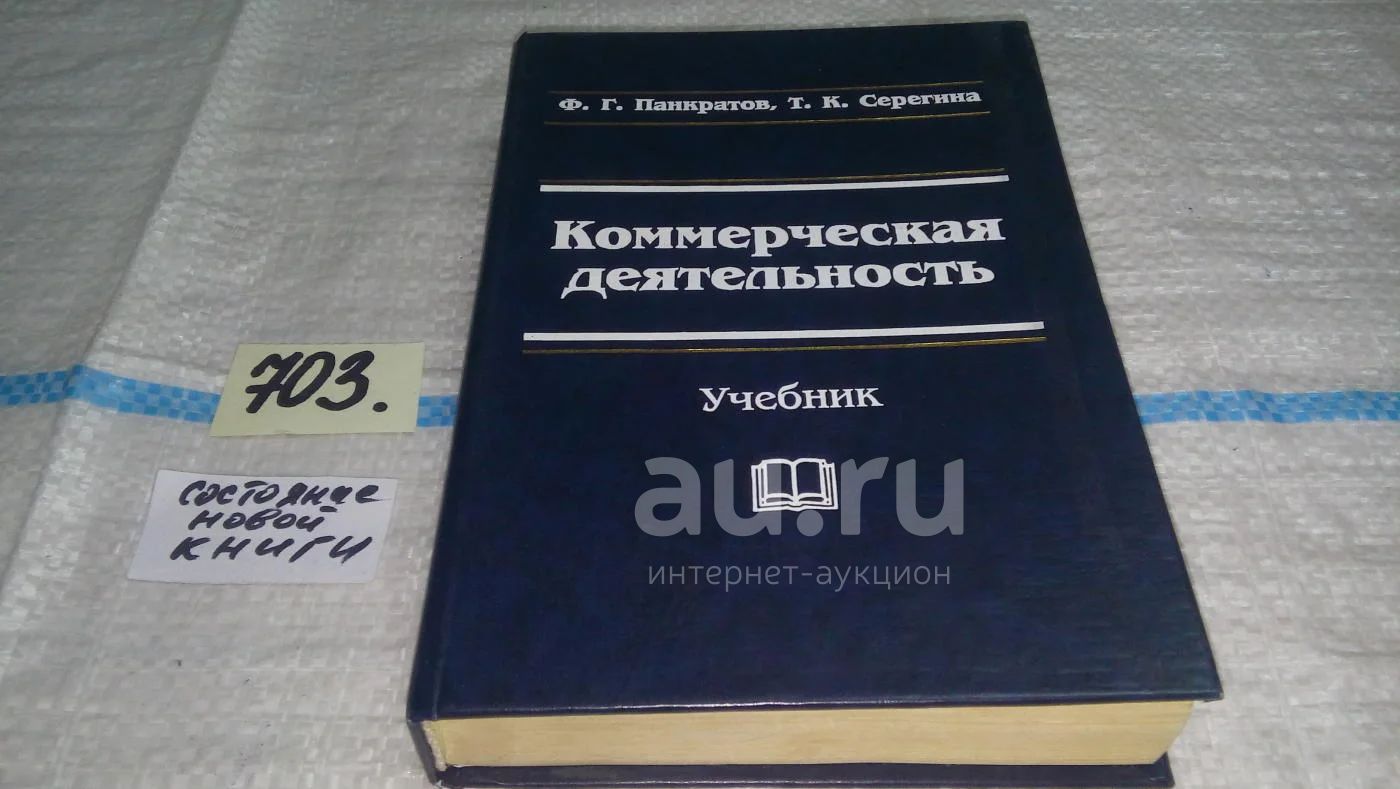 Ф. Г. Панкратов, Т. К. Серегина
Коммерческая
деятельность
Учебник
703.
состояние
новой
книги
au.ru
интернет-аукцион